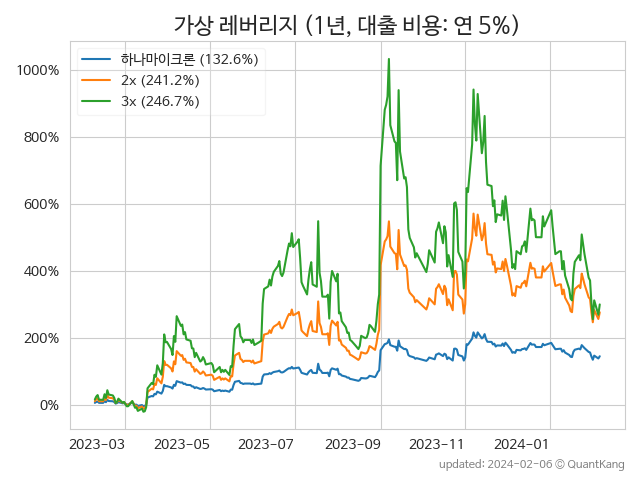 가상 레버리지 (1년, 대출 비용: 연 5%)
하나마이크론 (132.6%)
2x (241.2%)
3x (246.7%)
1000%
800%
600%
400%
200%
0%
2023-03
2023-05
2023-07
2023-09
2023-11
2024-01
updated: 2024-02-06 © QuantKang